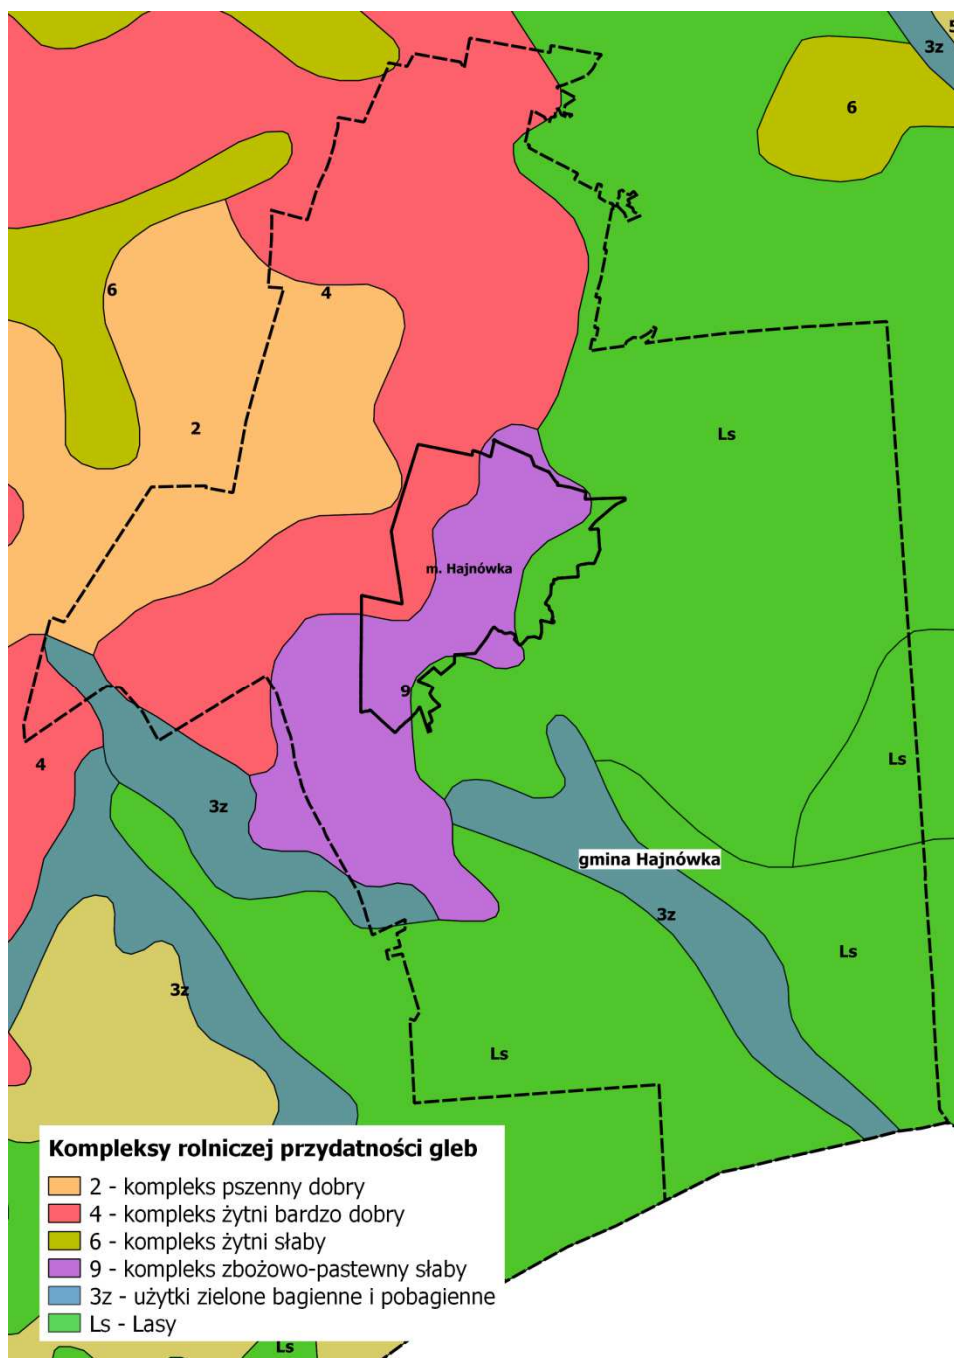 5
3z
6
6
4
2
Ls
m. Hajnówka
9
4
Ls
3z
gmina Hajnówka
3z
Ls
3z
Ls
Kompleksy rolniczej przydatności gleb
2 - kompleks pszenny dobry
4 - kompleks żytni bardzo dobry
6 - kompleks żytni słaby
9 - kompleks zbożowo-pastewny słaby
3z - użytki zielone bagienne i pobagienne
Ls - Lasy
Ls